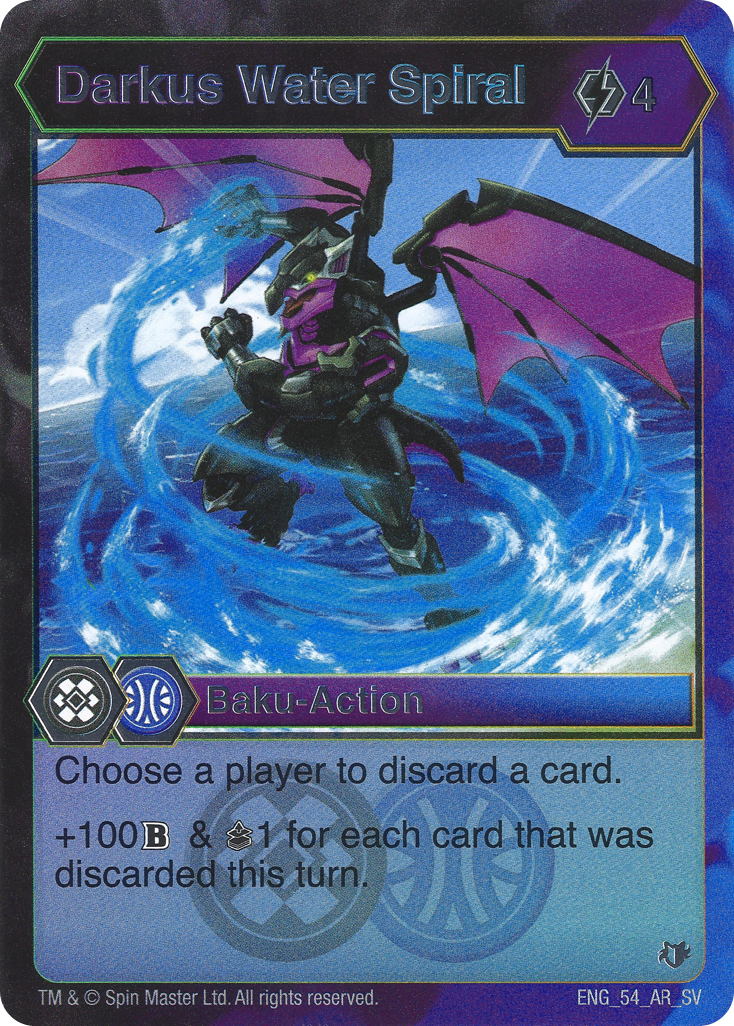 Darkus Water Spiral 4
Baku-Action
Choose a player to discard a card.
+100B & 1 for each card that was
discarded this turn.
TM & © Spin Master Ltd. All rights reserved. ENG_54_AR_SV